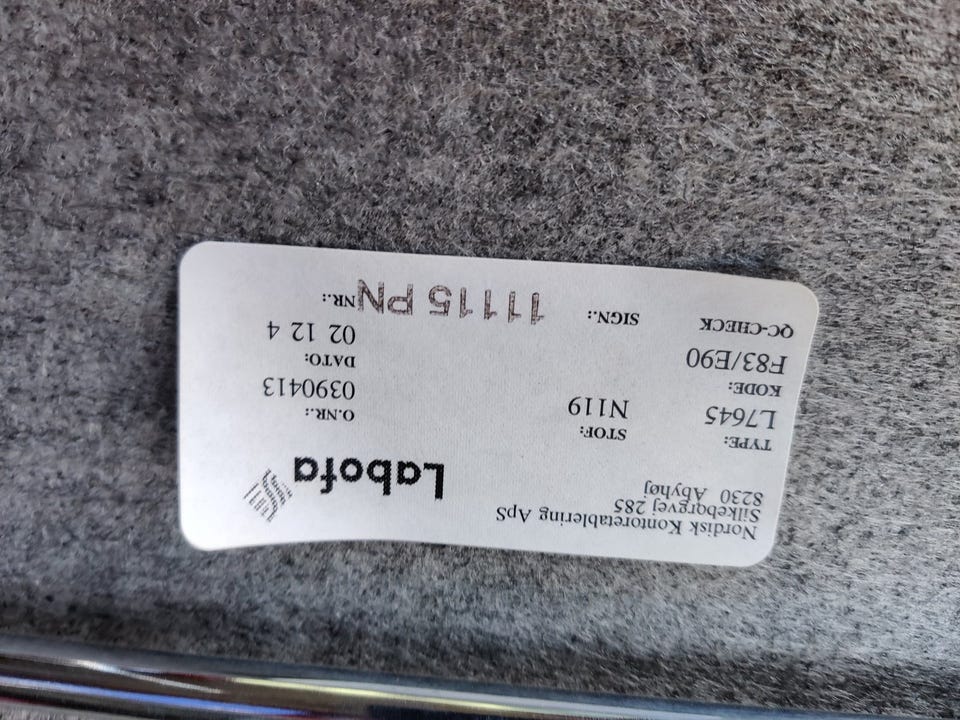 Nordisk Kontoretablering ApS
Silkeborgvej 285
8230 Åbyhøj
Labofa
TYPE: STOF: O.NR.:
L7645 N119 0390413
KODE: DATO:
F83/E90 02 12 4
QC-CHECK SIGN.: 11115 PN NR.: